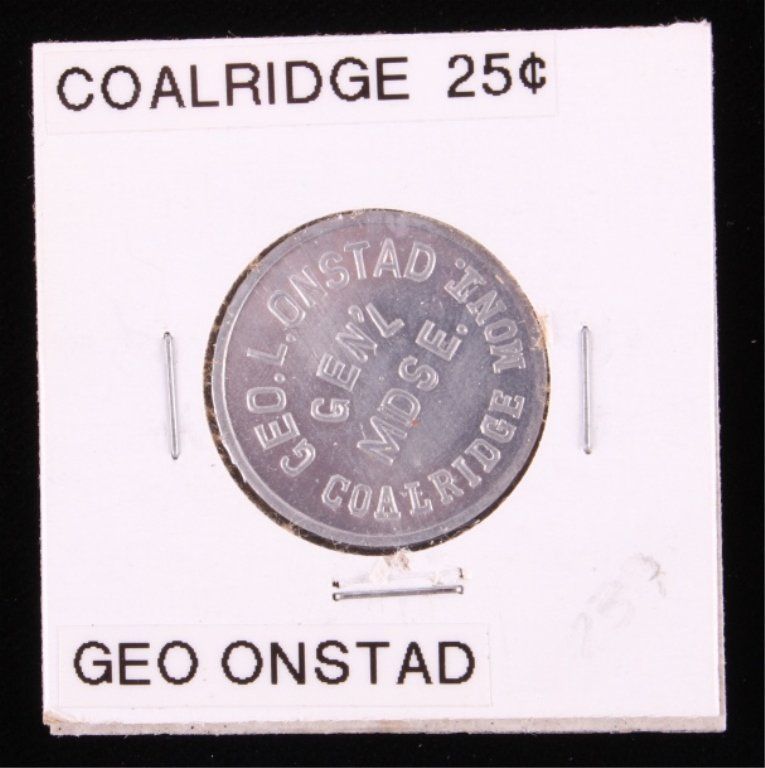 COALRIDGE 25¢
GEO. L. ONSTAD
GEN'L
MDSE.
COALRIDGE MONT.
GEO ONSTAD